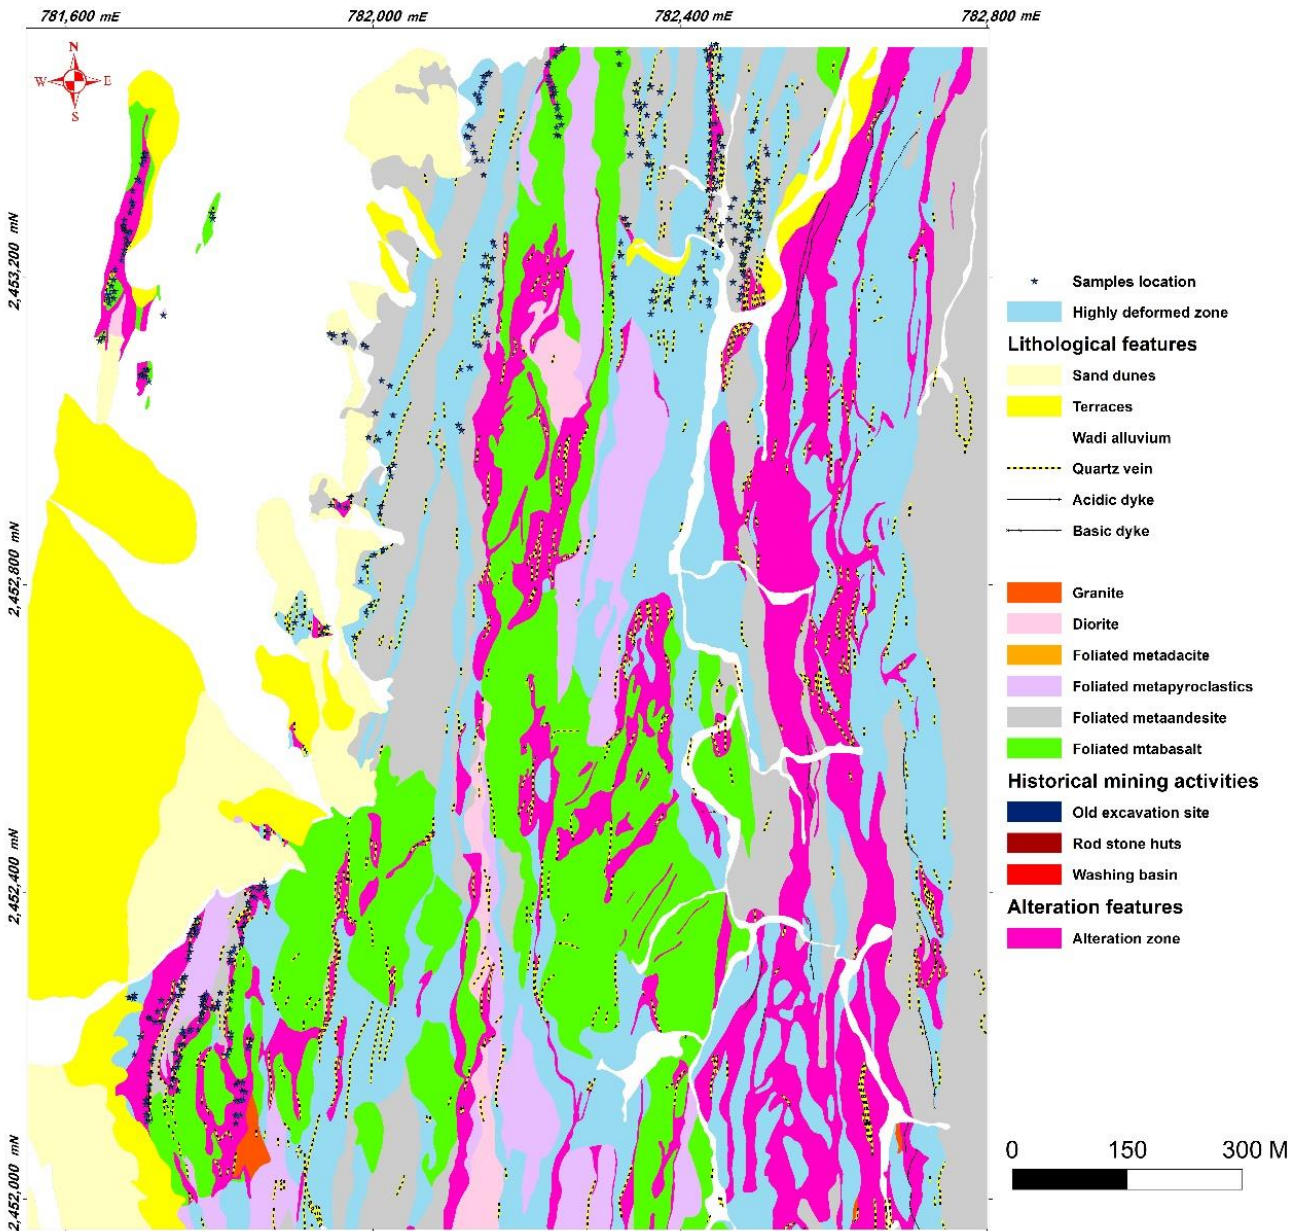 781,600 mE
782,000 mE
782,400 mE
782,800 mE
N
W E
S
2,453,200 mN
2,452,800 mN
2,452,400 mN
2,452,000 mN
Samples location
Highly deformed zone
Lithological features
Sand dunes
Terraces
Wadi alluvium
Quartz vein
Acidic dyke
Basic dyke
Granite
Diorite
Foliated metadacite
Foliated metapyroclastics
Foliated metaandesite
Foliated mtabasalt
Historical mining activities
Old excavation site
Rod stone huts
Washing basin
Alteration features
Alteration zone
0 150 300 M